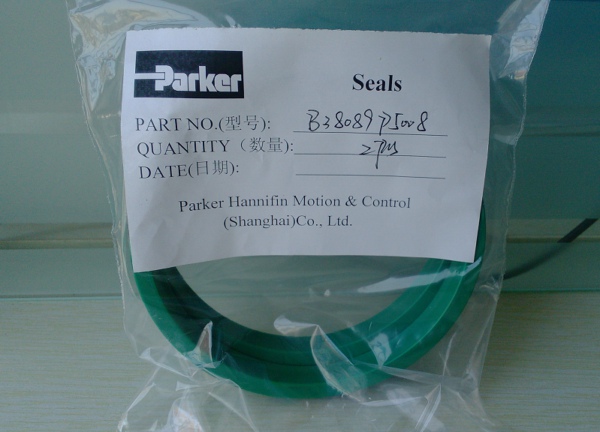 Parker
Seals
PART NO.(型号): B38089P5008
QUANTITY（数量): 2PCS
DATE(日期):
Parker Hannifin Motion & Control
(Shanghai)Co., Ltd.